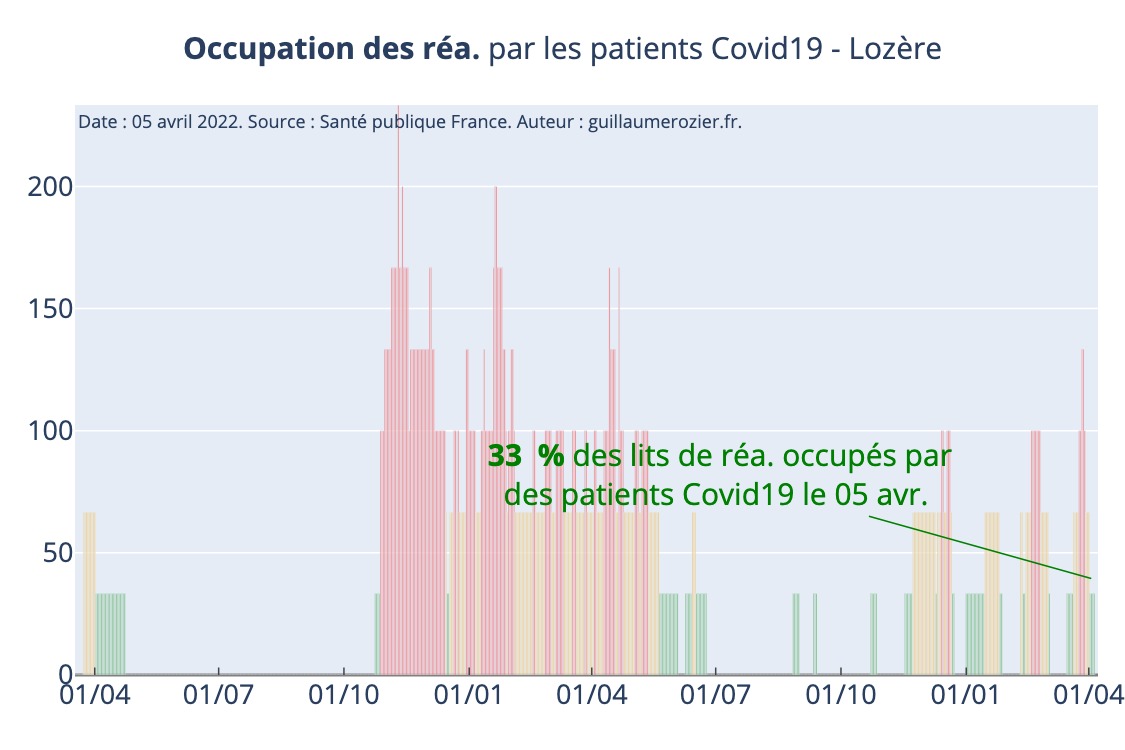 Occupation des réa. par les patients Covid19 - Lozère
Date : 05 avril 2022. Source : Santé publique France. Auteur : guillaumerozier.fr.
200
150
100
33 % des lits de réa. occupés par
des patients Covid19 le 05 avr.
50
0
01/04 01/07 01/10 01/01 01/04 01/07 01/10 01/01 01/04